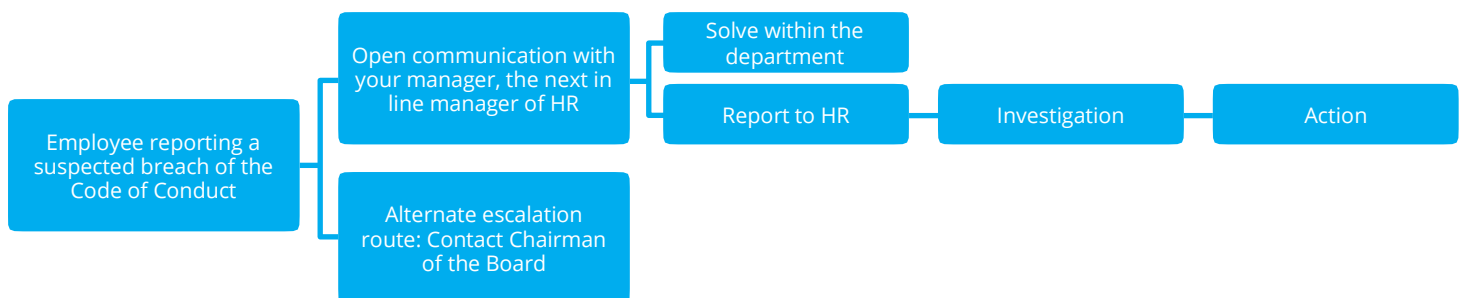 Employee reporting a
suspected breach of the
Code of Conduct
Open communication with
your manager, the next in
line manager of HR
Solve within the
department
Report to HR
Investigation
Action
Alternate escalation
route: Contact Chairman
of the Board